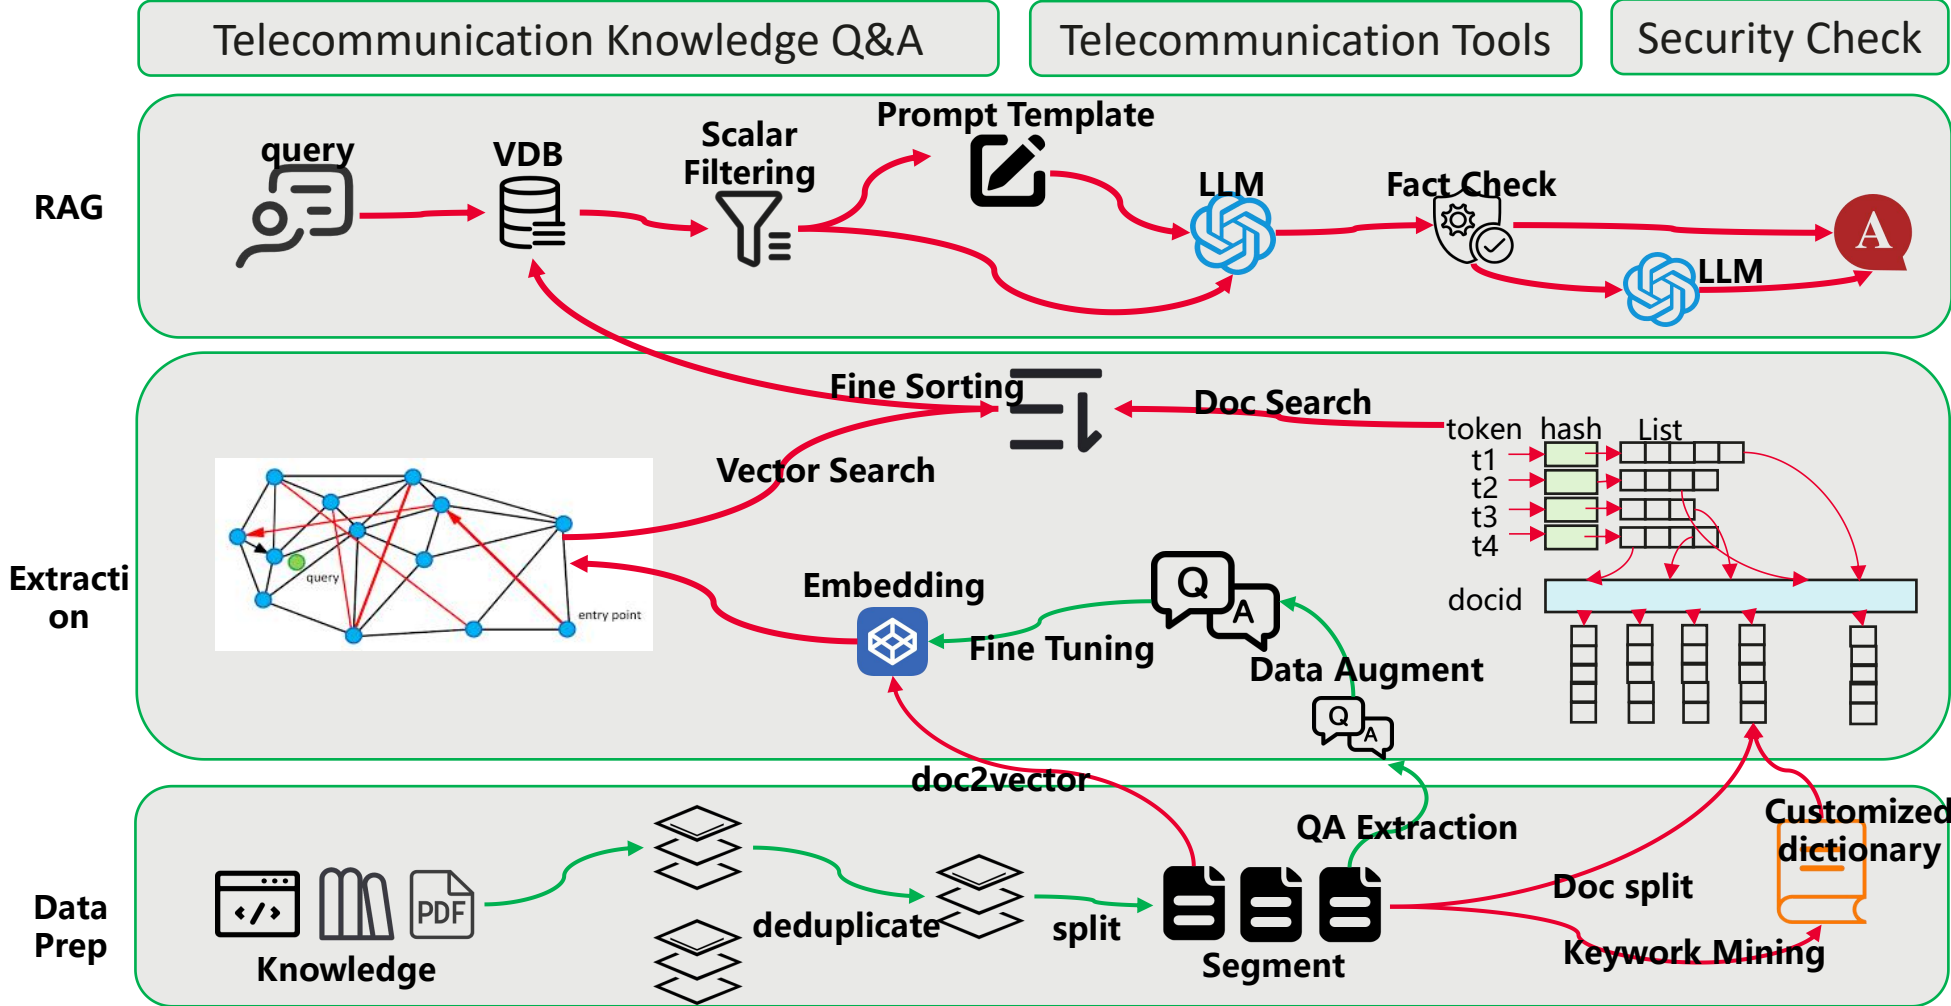 Telecommunication Knowledge Q&A
Telecommunication Tools
Security Check
RAG
query
VDB
Scalar
Filtering
Prompt Template
LLM
Fact Check
LLM
A
Extracti
on
Fine Sorting
Doc Search
Vector Search
token hash List
t1
t2
t3
t4
docid
query
entry point
Embedding
Fine Tuning
Q
A
Data Augment
Q
A
doc2vector
Data
Prep
PDF
Knowledge
deduplicate
split
Segment
QA Extraction
Doc split
Keywork Mining
Customized
dictionary